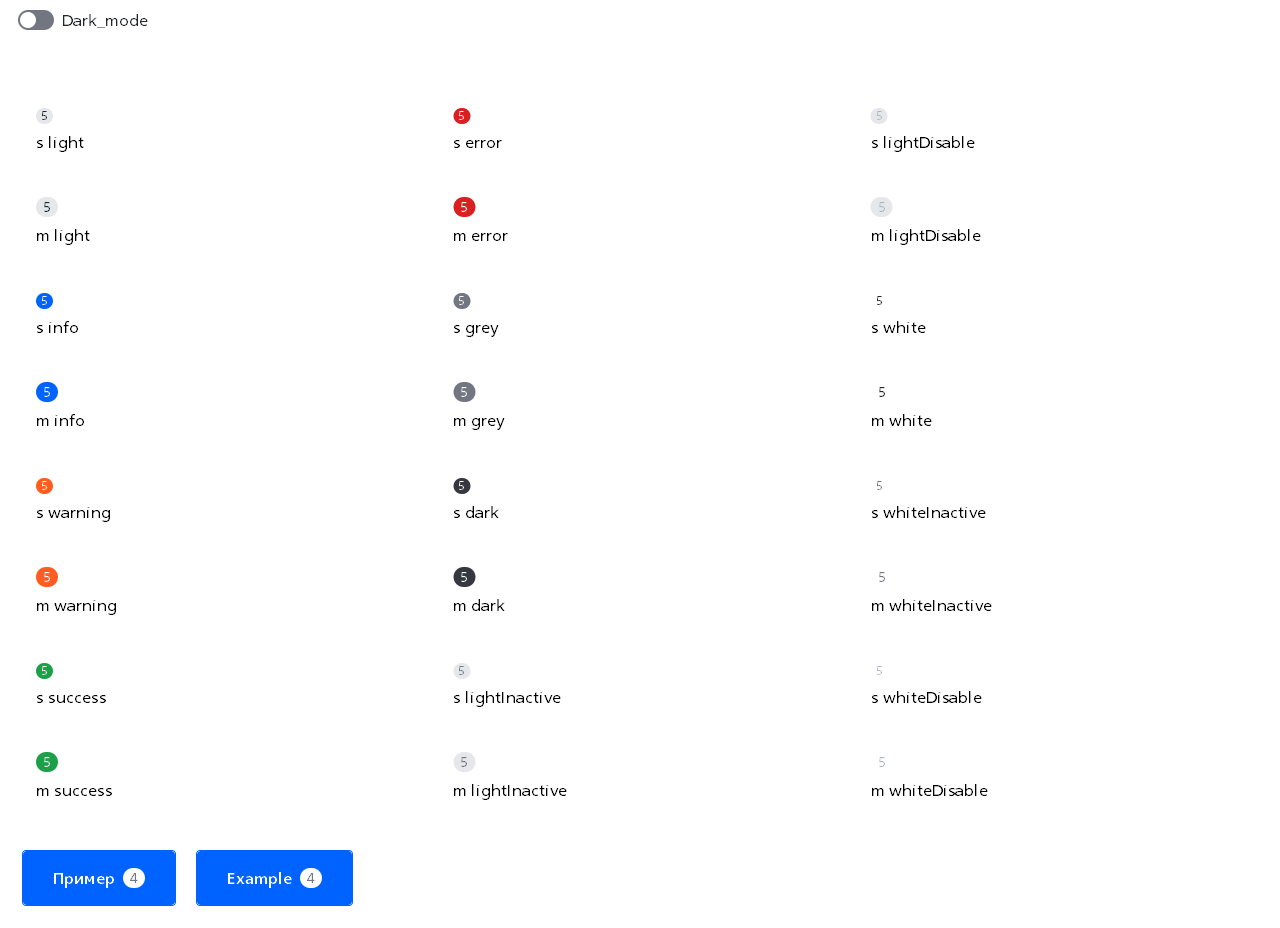 Dark_mode
5
s light
5
s error
5
s lightDisable
5
m light
5
m error
5
m lightDisable
5
s info
5
s grey
5
s white
5
m info
5
m grey
5
m white
5
s warning
5
s dark
5
s whiteInactive
5
m warning
5
m dark
5
m whiteInactive
5
s success
5
s lightInactive
5
s whiteDisable
5
m success
5
m lightInactive
5
m whiteDisable
Пример 4
Example 4